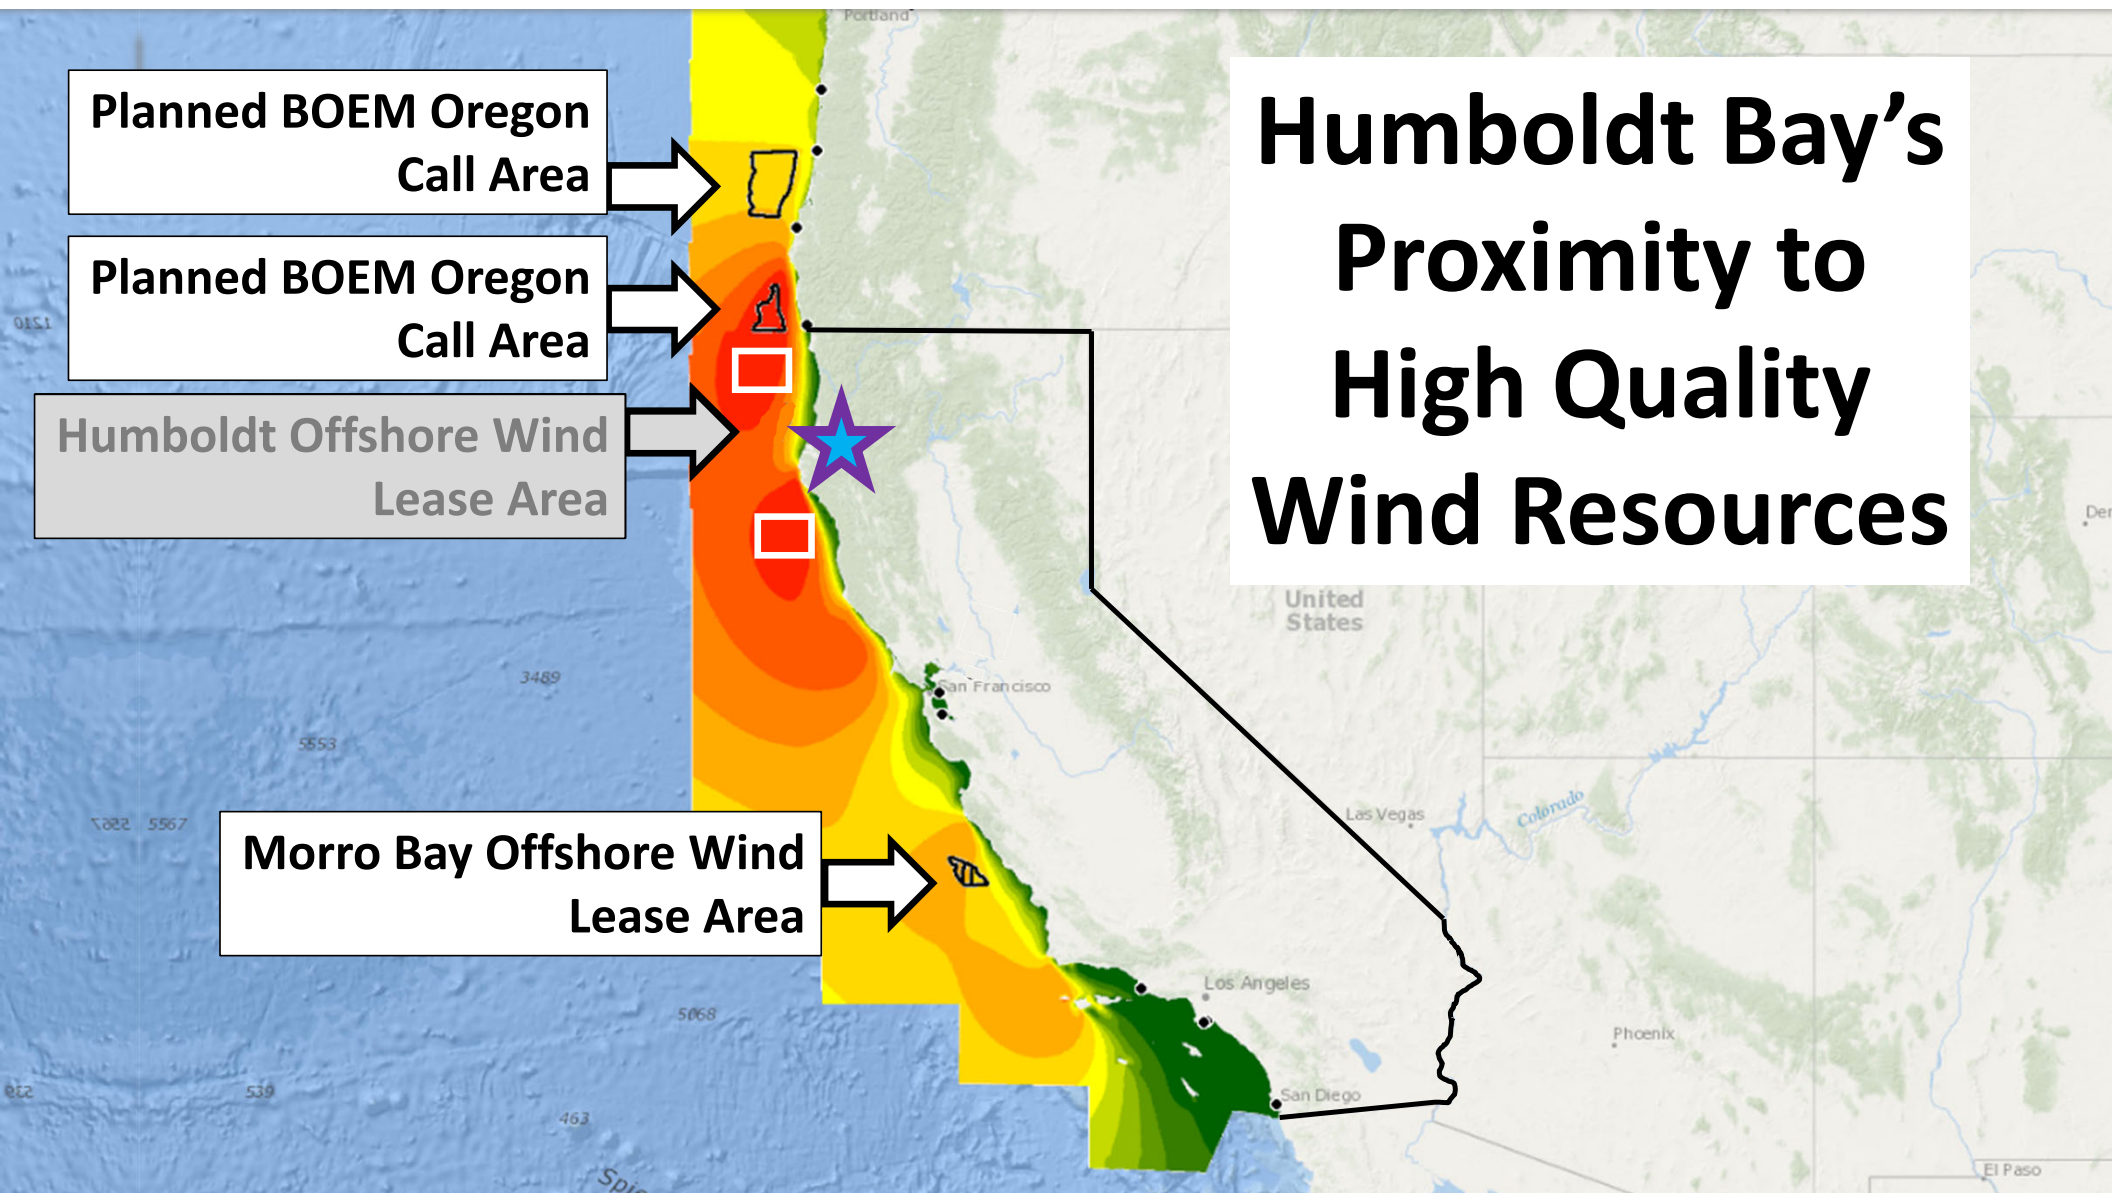 Portland
Planned BOEM Oregon
Call Area
Planned BOEM Oregon
Call Area
Humboldt Offshore Wind
Lease Area
Morro Bay Offshore Wind
Lease Area
Humboldt Bay’s
Proximity to
High Quality
Wind Resources
United
States
San Francisco
Las Vegas
Colorado
Los Angeles
Phoenix
San Diego
El Paso
Den
3489
5553
5567
5068
539
463